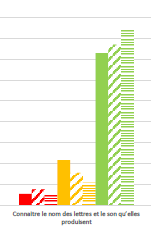 Connaitre le nom des lettres et le son qu'elles
produisent